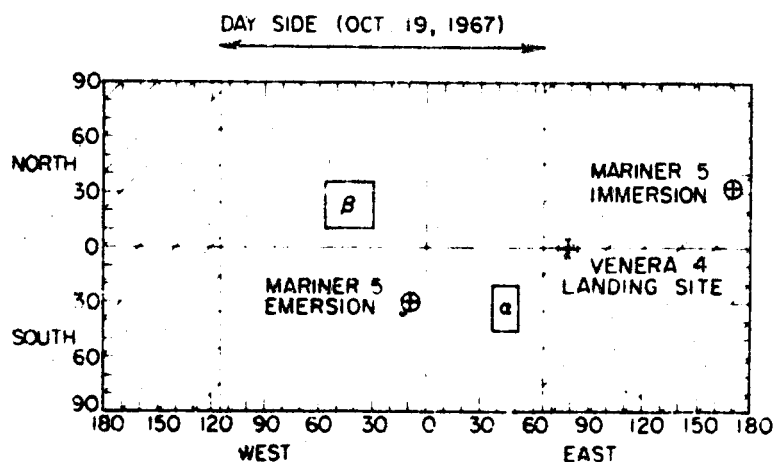 DAY SIDE (OCT 19, 1967)
90
60
NORTH
30
0
30
SOUTH
60
90
β
α
MARINER 5
IMMERSION
MARINER 5
EMERSION
VENERA 4
LANDING SITE
180 150 120 90 60 30 0 30 60 90 120 150 180
WEST EAST